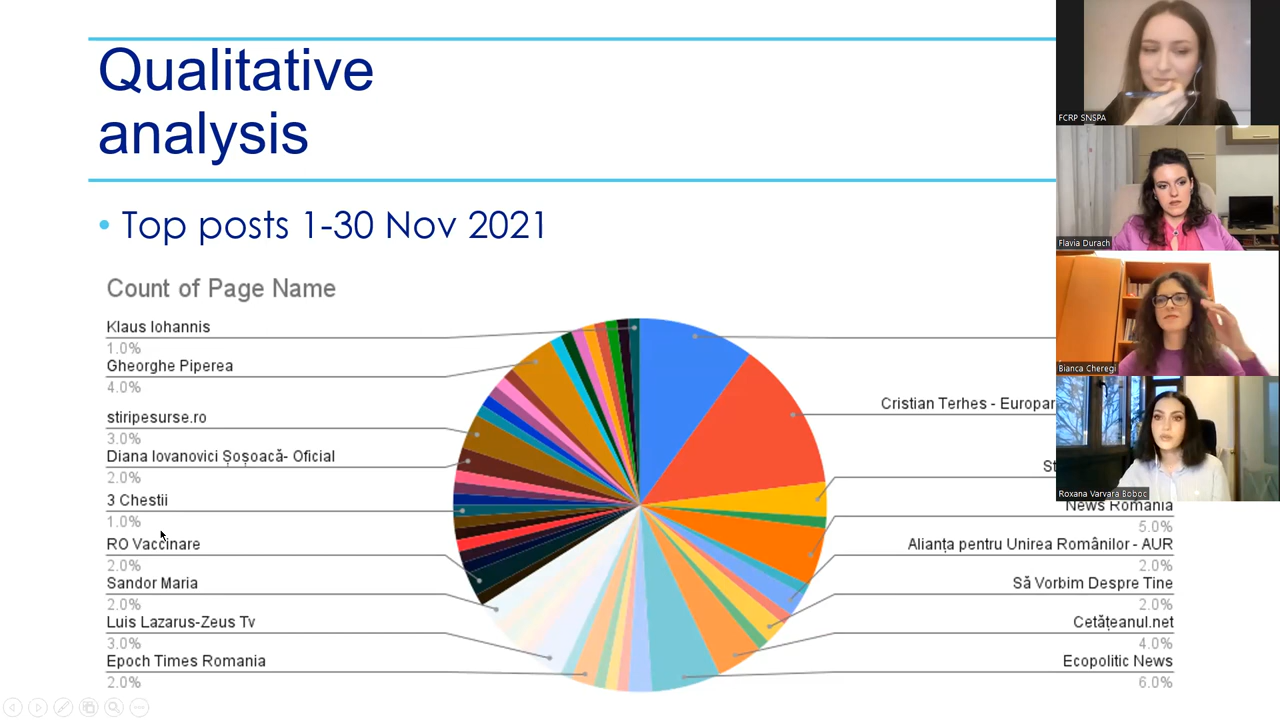 Qualitative
analysis
• Top posts 1-30 Nov 2021
Count of Page Name
Klaus Iohannis
1.0%
Gheorghe Piperea
4.0%
stiripesurse.ro
3.0%
Diana Iovanovici Șoșoacă- Oficial
2.0%
3 Chestii
1.0%
RO Vaccinare
2.0%
Sandor Maria
2.0%
Luis Lazarus-Zeus Tv
3.0%
Epoch Times Romania
2.0%
Cristian Terhes - Europar
St
News Romania
5.0%
Alianța pentru Unirea Românilor - AUR
2.0%
Să Vorbim Despre Tine
2.0%
Cetățeanul.net
4.0%
Ecopolitic News
6.0%
FCRP SNSPA
Flavia Durach
Bianca Cheregi
Roxana Varvara Boboc